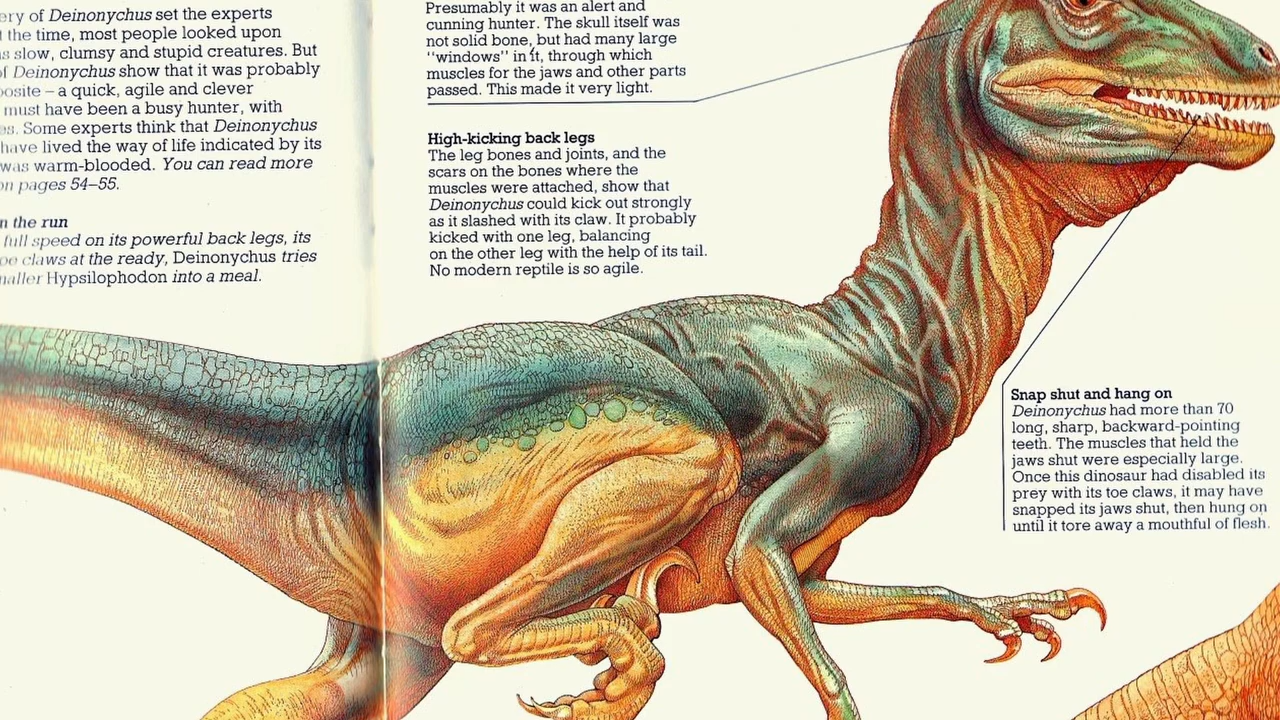 ery of Deinonychus set the experts
the time, most people looked upon
as slow, clumsy and stupid creatures. But
of Deinonychus show that it was probably
posite – a quick, agile and clever
must have been a busy hunter, with
es. Some experts think that Deinonychus
have lived the way of life indicated by its
was warm-blooded. You can read more
on pages 54–55.
n the run
full speed on its powerful back legs, its
oe claws at the ready, Deinonychus tries
maller Hypsilophodon into a meal.
Presumably it was an alert and
cunning hunter. The skull itself was
not solid bone, but had many large
"windows" in it, through which
muscles for the jaws and other parts
passed. This made it very light.
High-kicking back legs
The leg bones and joints, and the
scars on the bones where the
muscles were attached, show that
Deinonychus could kick out strongly
as it slashed with its claw. It probably
kicked with one leg, balancing
on the other leg with the help of its tail.
No modern reptile is so agile.
Snap shut and hang on
Deinonychus had more than 70
long, sharp, backward-pointing
teeth. The muscles that held the
jaws shut were especially large.
Once this dinosaur had disabled its
prey with its toe claws, it may have
snapped its jaws shut, then hung on
until it tore away a mouthful of flesh.